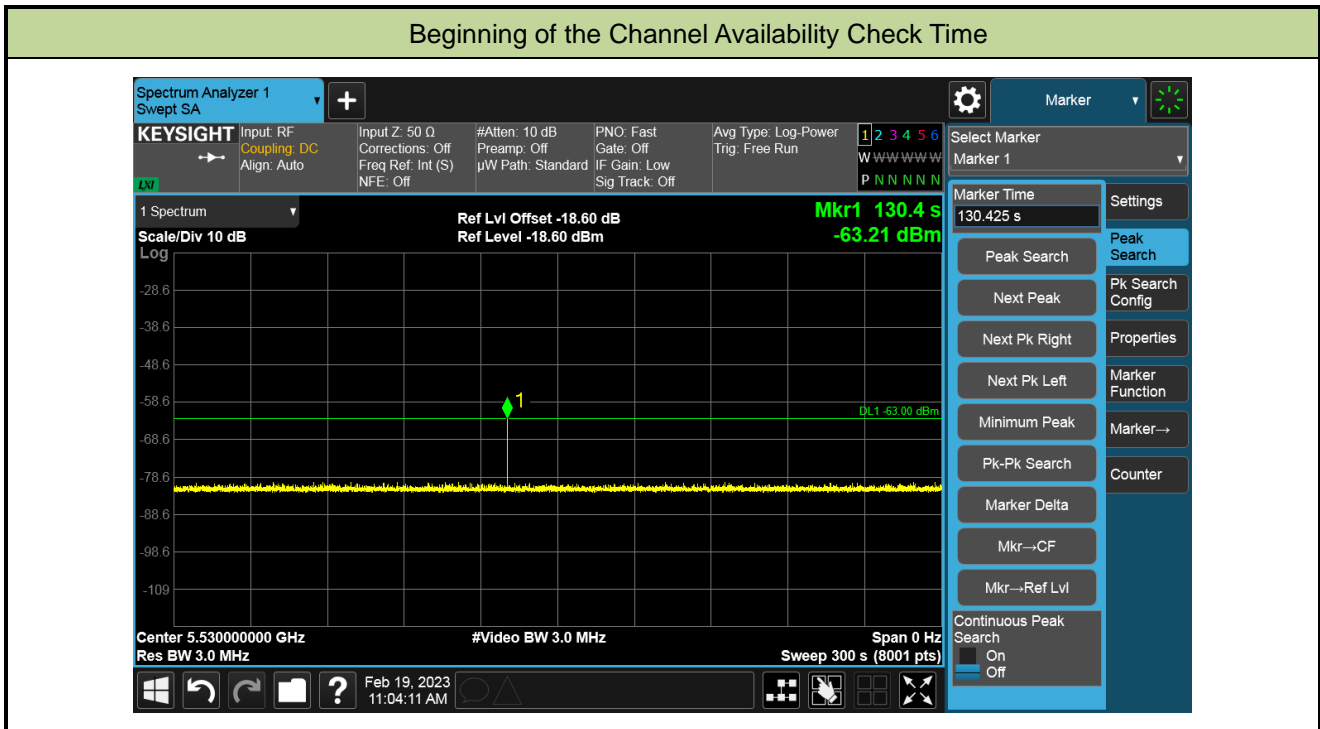 Beginning of the Channel Availability Check Time
Spectrum Analyzer 1
Swept SA
Marker
KEYSIGHT
LXI
Input: RF
Coupling: DC
Align: Auto
Input Z: 50 Ω
Corrections: Off
Freq Ref: Int (S)
NFE: Off
#Atten: 10 dB
Preamp: Off
µW Path: Standard
PNO: Fast
Gate: Off
IF Gain: Low
Sig Track: Off
Avg Type: Log-Power
Trig: Free Run
1 2 3 4 5 6
W W W W W W
P N N N N N
Select Marker
Marker 1
1 Spectrum
Scale/Div 10 dB
Log
Ref Lvl Offset -18.60 dB
Ref Level -18.60 dBm
Mkr1 130.4 s
-63.21 dBm
-28.6
-38.6
-48.6
-58.6
-68.6
-78.6
-88.6
-98.6
-109
1
DL1 -63.00 dBm
Center 5.530000000 GHz
Res BW 3.0 MHz
#Video BW 3.0 MHz
Span 0 Hz
Sweep 300 s (8001 pts)
Marker Time
130.425 s
Peak Search
Next Peak
Next Pk Right
Next Pk Left
Minimum Peak
Pk-Pk Search
Marker Delta
Mkr→CF
Mkr→Ref Lvl
Continuous Peak
Search
On
Off
Settings
Peak
Search
Pk Search
Config
Properties
Marker
Function
Marker→
Counter
?
Feb 19, 2023
11:04:11 AM